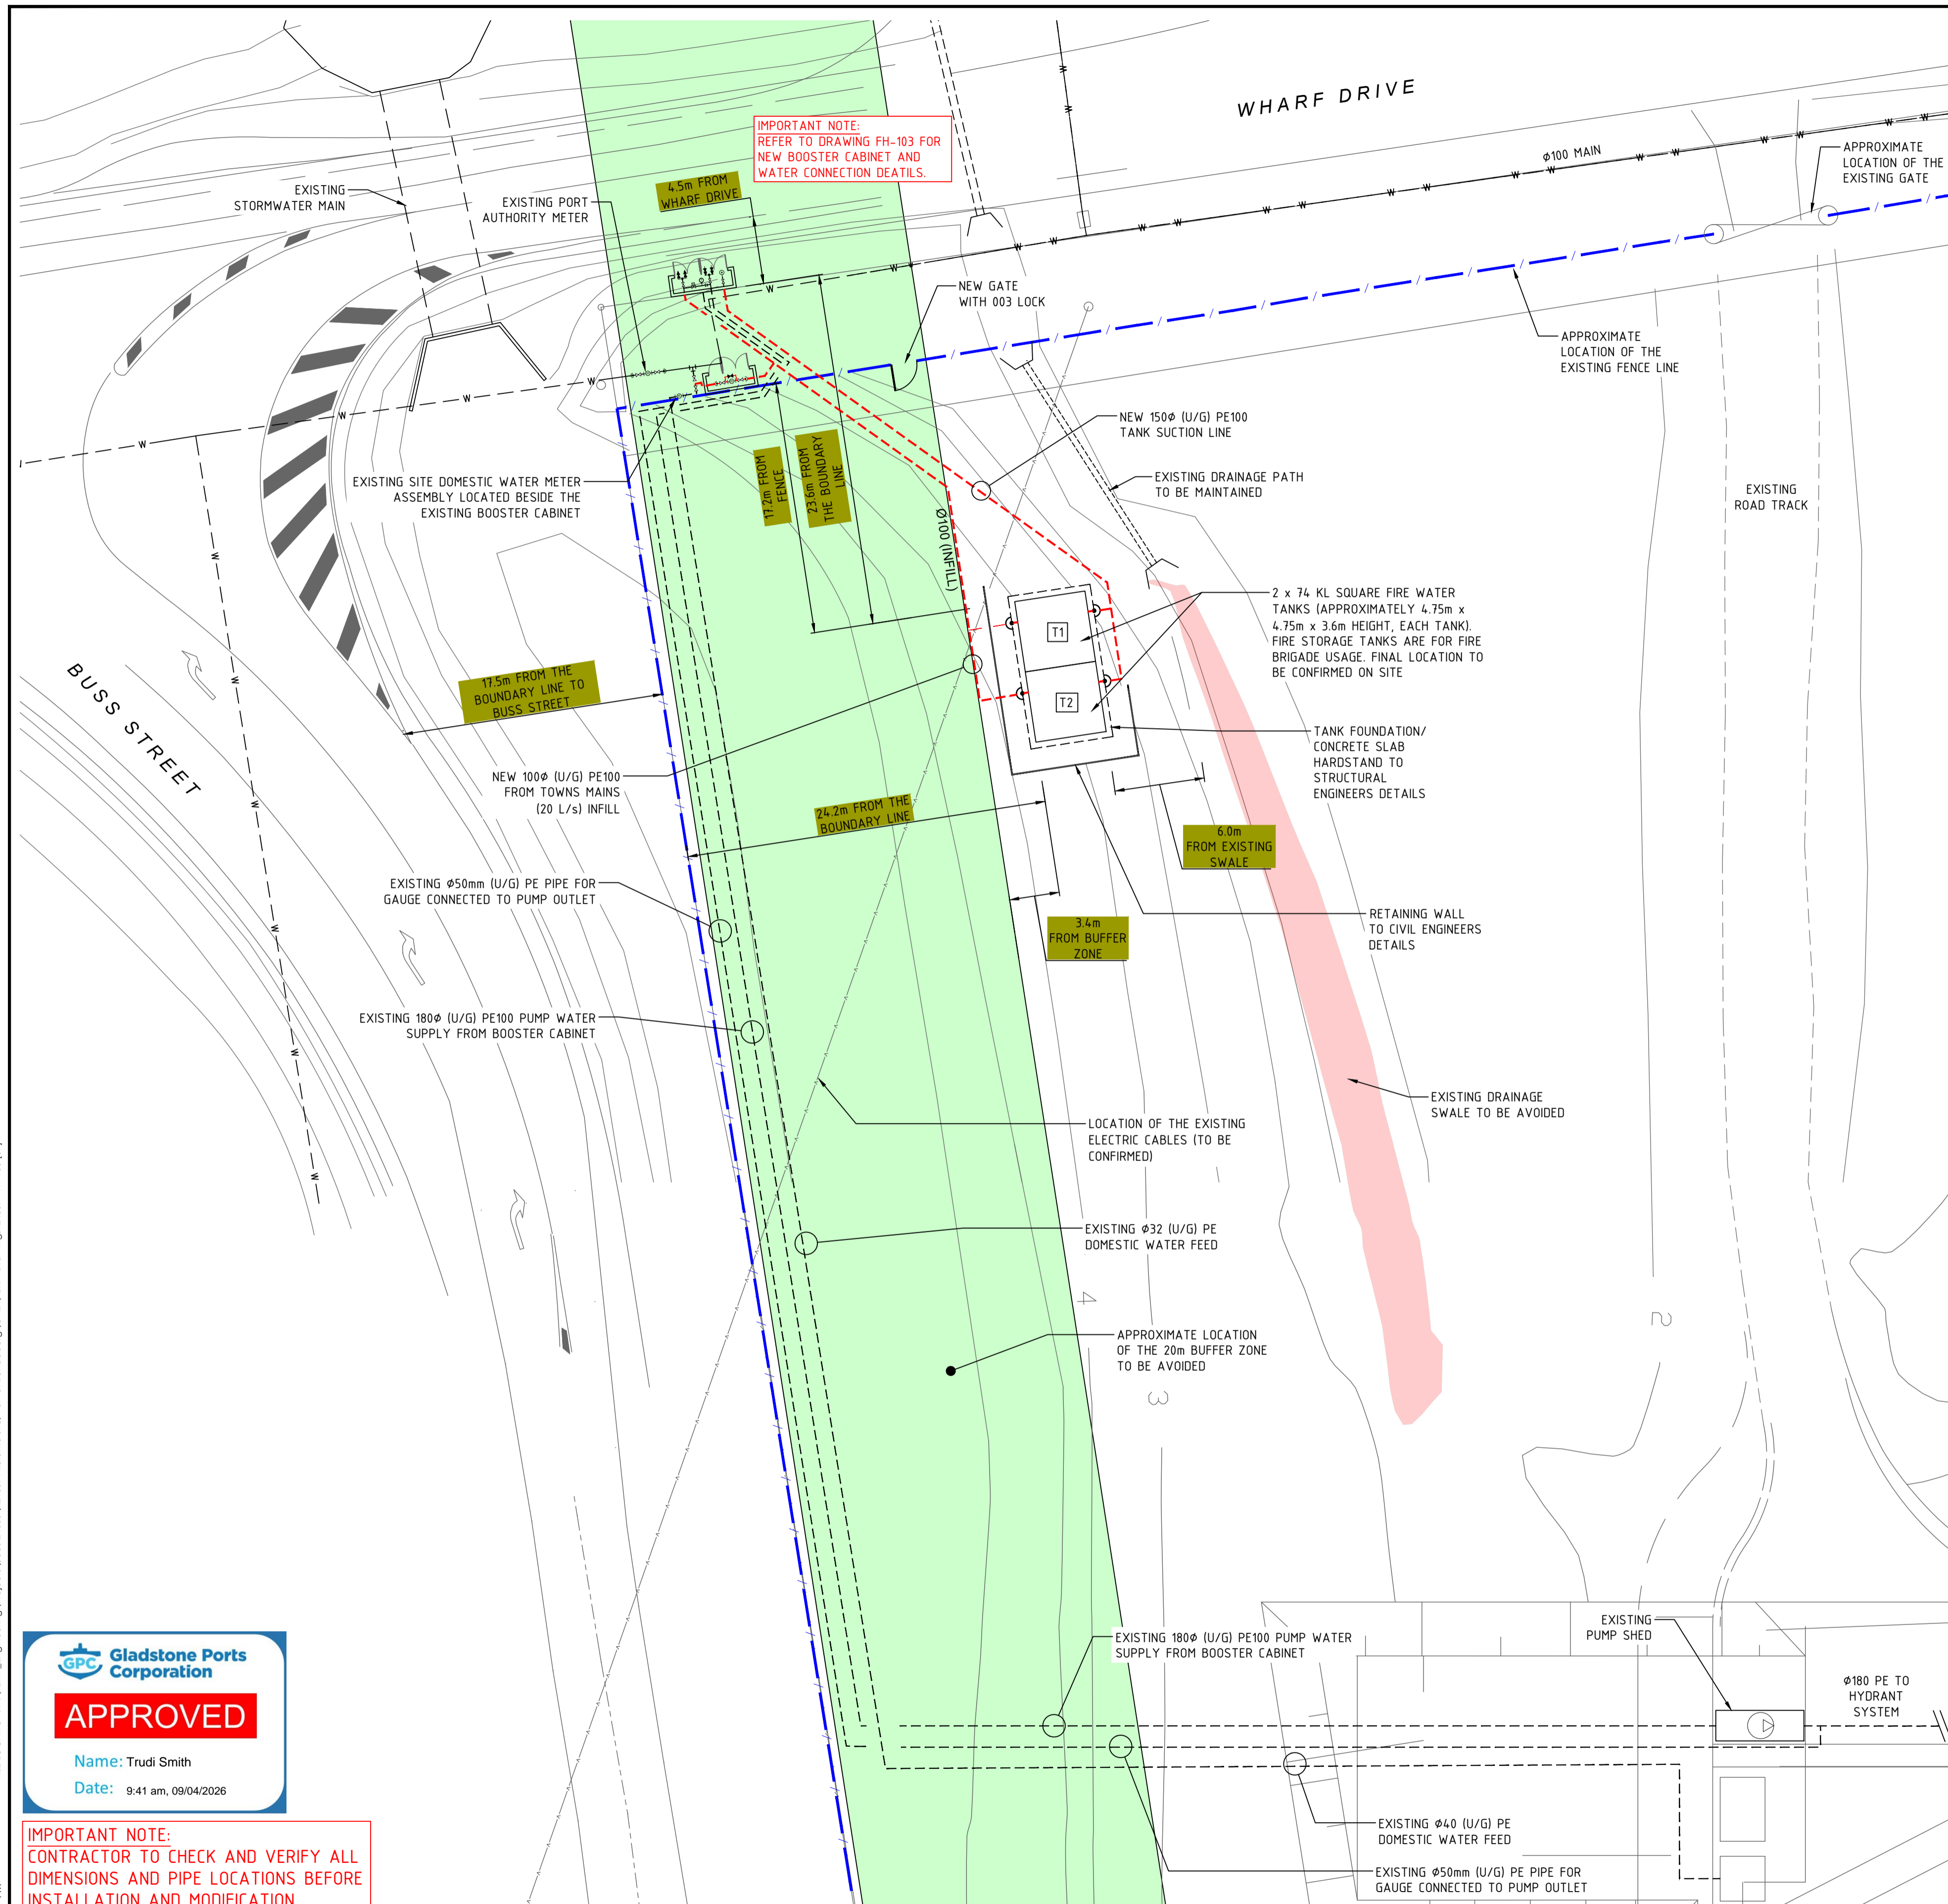 WHARF DRIVE
IMPORTANT NOTE:
REFER TO DRAWING FH-103 FOR
NEW BOOSTER CABINET AND
WATER CONNECTION DEATILS.
Ø100 MAIN
APPROXIMATE
LOCATION OF THE
EXISTING GATE
EXISTING
STORMWATER MAIN
EXISTING PORT
AUTHORITY METER
4.5m FROM
WHARF DRIVE
NEW GATE
WITH 003 LOCK
APPROXIMATE
LOCATION OF THE
EXISTING FENCE LINE
NEW 150Ø (U/G) PE100
TANK SUCTION LINE
EXISTING SITE DOMESTIC WATER METER
ASSEMBLY LOCATED BESIDE THE
EXISTING BOOSTER CABINET
17.2m FROM
FENCE
23.6m FROM
THE BOUNDARY
LINE
EXISTING DRAINAGE PATH
TO BE MAINTAINED
EXISTING
ROAD TRACK
Ø100 (INFILL)
2 x 74 KL SQUARE FIRE WATER
TANKS (APPROXIMATELY 4.75m x
4.75m x 3.6m HEIGHT, EACH TANK).
FIRE STORAGE TANKS ARE FOR FIRE
BRIGADE USAGE. FINAL LOCATION TO
BE CONFIRMED ON SITE
T1
T2
BUSS STREET
17.5m FROM THE
BOUNDARY LINE TO
BUSS STREET
TANK FOUNDATION/
CONCRETE SLAB
HARDSTAND TO
STRUCTURAL
ENGINEERS DETAILS
NEW 100Ø (U/G) PE100
FROM TOWNS MAINS
(20 L/s) INFILL
24.2m FROM THE
BOUNDARY LINE
6.0m
FROM EXISTING
SWALE
EXISTING Ø50mm (U/G) PE PIPE FOR
GAUGE CONNECTED TO PUMP OUTLET
3.4m
FROM BUFFER
ZONE
RETAINING WALL
TO CIVIL ENGINEERS
DETAILS
EXISTING 180Ø (U/G) PE100 PUMP WATER
SUPPLY FROM BOOSTER CABINET
EXISTING DRAINAGE
SWALE TO BE AVOIDED
LOCATION OF THE EXISTING
ELECTRIC CABLES (TO BE
CONFIRMED)
EXISTING Ø32 (U/G) PE
DOMESTIC WATER FEED
4
3
2
APPROXIMATE LOCATION
OF THE 20m BUFFER ZONE
TO BE AVOIDED
EXISTING 180Ø (U/G) PE100 PUMP WATER
SUPPLY FROM BOOSTER CABINET
EXISTING
PUMP SHED
Ø180 PE TO
HYDRANT
SYSTEM
EXISTING Ø40 (U/G) PE
DOMESTIC WATER FEED
EXISTING Ø50mm (U/G) PE PIPE FOR
GAUGE CONNECTED TO PUMP OUTLET
GPC
Gladstone Ports
Corporation
APPROVED
Name: Trudi Smith
Date: 9:41 am, 09/04/2026
IMPORTANT NOTE:
CONTRACTOR TO CHECK AND VERIFY ALL
DIMENSIONS AND PIPE LOCATIONS BEFORE
INSTALLATION AND MODIFICATION